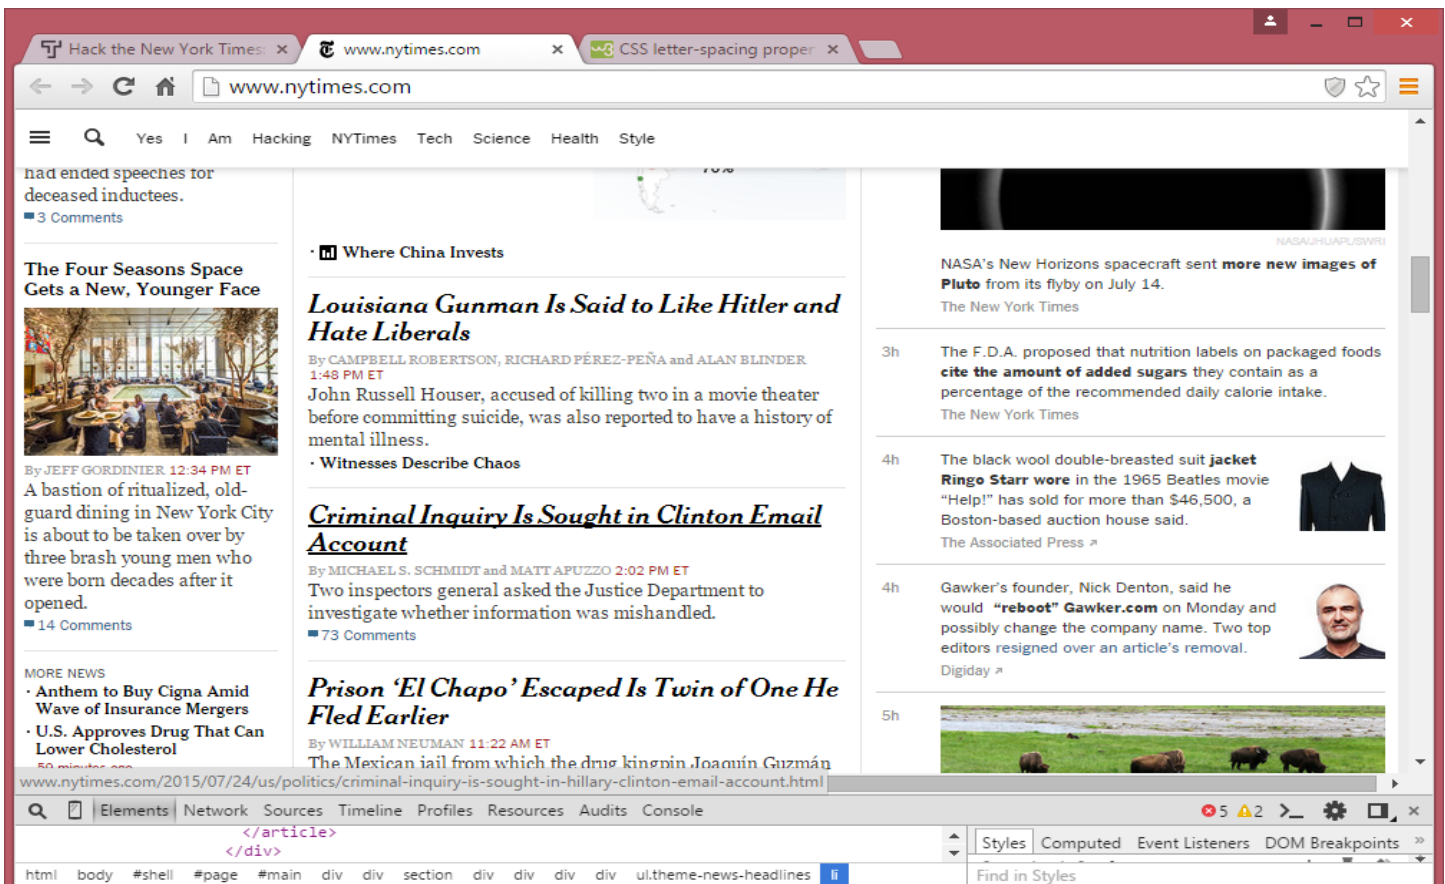 Hack the New York Times:
www.nytimes.com
CSS letter-spacing proper
www.nytimes.com
Yes I Am Hacking NYTimes Tech Science Health Style
had ended speeches for
deceased inductees.
3 Comments
The Four Seasons Space
Gets a New, Younger Face
By JEFF GORDINIER 12:34 PM ET
A bastion of ritualized, old-
guard dining in New York City
is about to be taken over by
three brash young men who
were born decades after it
opened.
14 Comments
MORE NEWS
· Anthem to Buy Cigna Amid
Wave of Insurance Mergers
· U.S. Approves Drug That Can
Lower Cholesterol
59 minutes ago
70%
· Where China Invests
Louisiana Gunman Is Said to Like Hitler and
Hate Liberals
By CAMPBELL ROBERTSON, RICHARD PÉREZ-PEÑA and ALAN BLINDER
1:48 PM ET
John Russell Houser, accused of killing two in a movie theater
before committing suicide, was also reported to have a history of
mental illness.
· Witnesses Describe Chaos
Criminal Inquiry Is Sought in Clinton Email
Account
By MICHAEL S. SCHMIDT and MATT APUZZO 2:02 PM ET
Two inspectors general asked the Justice Department to
investigate whether information was mishandled.
73 Comments
Prison ‘El Chapo’ Escaped Is Twin of One He
Fled Earlier
By WILLIAM NEUMAN 11:22 AM ET
The Mexican jail from which the drug kingpin Joaquín Guzmán
NASA/JHUAPL/SWRI
NASA's New Horizons spacecraft sent more new images of
Pluto from its flyby on July 14.
The New York Times
3h
The F.D.A. proposed that nutrition labels on packaged foods
cite the amount of added sugars they contain as a
percentage of the recommended daily calorie intake.
The New York Times
4h
The black wool double-breasted suit jacket
Ringo Starr wore in the 1965 Beatles movie
“Help!” has sold for more than $46,500, a
Boston-based auction house said.
The Associated Press ↗
4h
Gawker's founder, Nick Denton, said he
would “reboot” Gawker.com on Monday and
possibly change the company name. Two top
editors resigned over an article's removal.
Digiday ↗
5h
www.nytimes.com/2015/07/24/us/politics/criminal-inquiry-is-sought-in-hillary-clinton-email-account.html
Elements Network Sources Timeline Profiles Resources Audits Console 5 2
</article>
</div>
Styles Computed Event Listeners DOM Breakpoints »
html body #shell #page #main div div section div div div div ul.theme-news-headlines li
Find in Styles